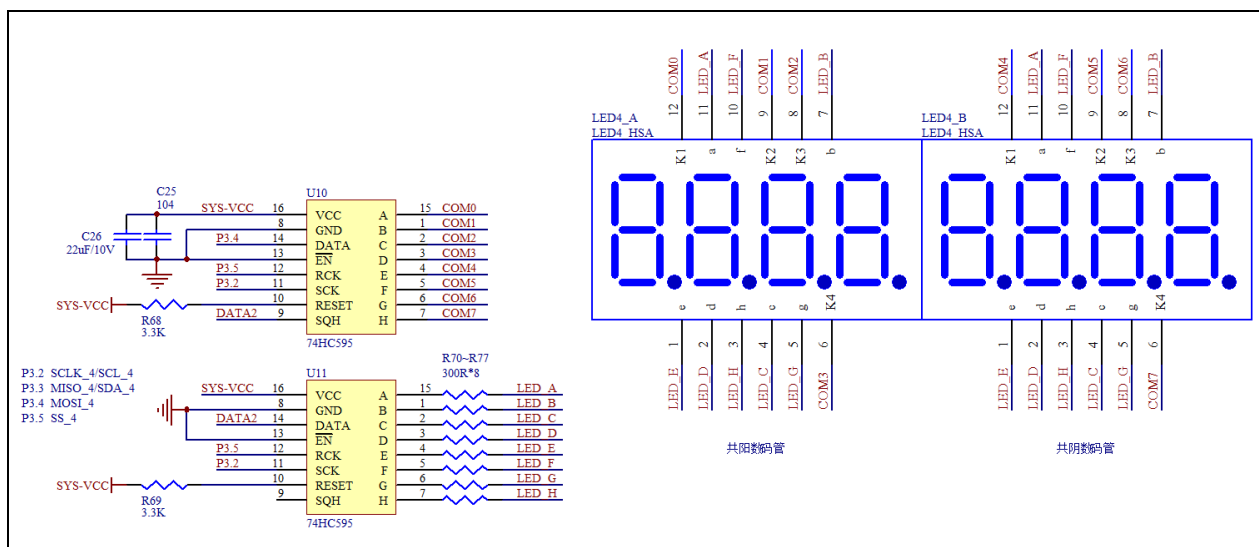 C25
104
C26
22uF/10V
SYS-VCC
P3.4
P3.5
P3.2
SYS-VCC
R68
3.3K
DATA2
U10
16 VCC A 15 COM0
8 GND B 1 COM1
14 DATA C 2 COM2
13 EN D 3 COM3
12 RCK E 4 COM4
11 SCK F 5 COM5
10 RESET G 6 COM6
9 SQH H 7 COM7
74HC595
P3.2 SCLK_4/SCL_4
P3.3 MISO_4/SDA_4
P3.4 MOSI_4
P3.5 SS_4
SYS-VCC
DATA2
P3.5
P3.2
SYS-VCC
R69
3.3K
U11
R70~R77
300R*8
16 VCC A 15 LED_A
8 GND B 1 LED_B
14 DATA C 2 LED_C
13 EN D 3 LED_D
12 RCK E 4 LED_E
11 SCK F 5 LED_F
10 RESET G 6 LED_G
9 SQH H 7 LED_H
74HC595
COM0 LED_A LED_F COM1 COM2 LED_B
12 11 10 9 8 7
LED4_A
LED4_HSA
K1 a f K2 K3 b
e d h c g K4
1 2 3 4 5 6
LED_E LED_D LED_H LED_C LED_G COM3
共阳数码管
COM4 LED_A LED_F COM5 COM6 LED_B
12 11 10 9 8 7
LED4_B
LED4_HSA
K1 a f K2 K3 b
e d h c g K4
1 2 3 4 5 6
LED_E LED_D LED_H LED_C LED_G COM7
共阴数码管